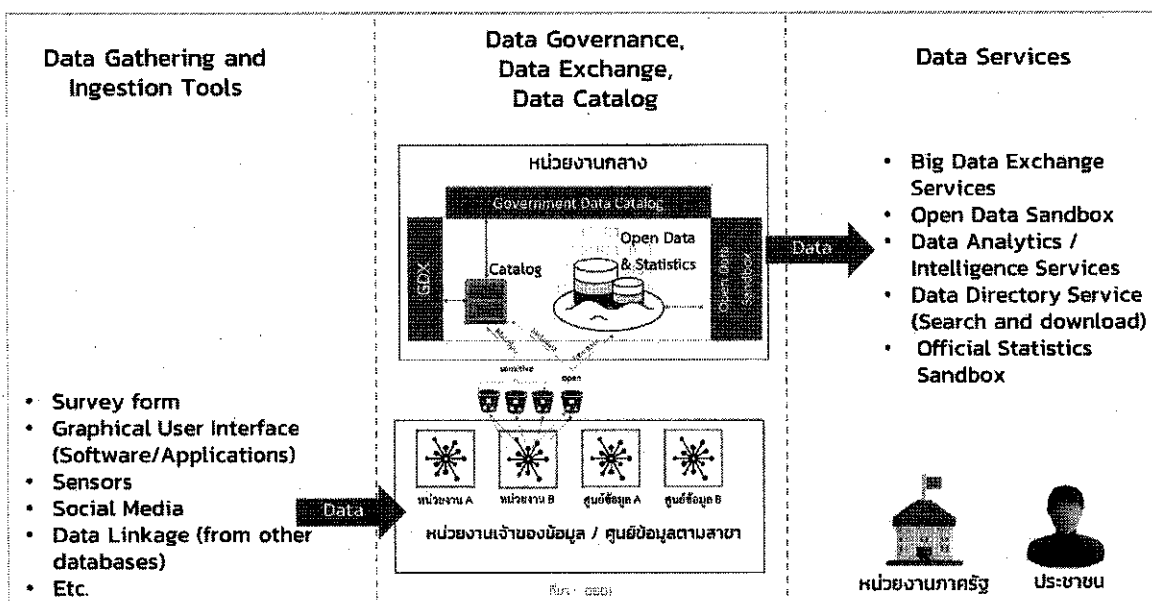 Data Gathering and
Ingestion Tools
• Survey form
• Graphical User Interface
(Software/Applications)
• Sensors
• Social Media
• Data Linkage (from other
databases)
• Etc.
Data
Data Governance,
Data Exchange,
Data Catalog
หน่วยงานกลาง
Government Data Catalog
GDX
Catalog
Open Data
& Statistics
Open Data
Sandbox
sensitive
open
หน่วยงาน A
หน่วยงาน B
ศูนย์ข้อมูล A
ศูนย์ข้อมูล B
หน่วยงานเจ้าของข้อมูล / ศูนย์ข้อมูลตามสาขา
Data
Data Services
• Big Data Exchange
Services
• Open Data Sandbox
• Data Analytics /
Intelligence Services
• Data Directory Service
(Search and download)
• Official Statistics
Sandbox
หน่วยงานภาครัฐ
ประชาชน